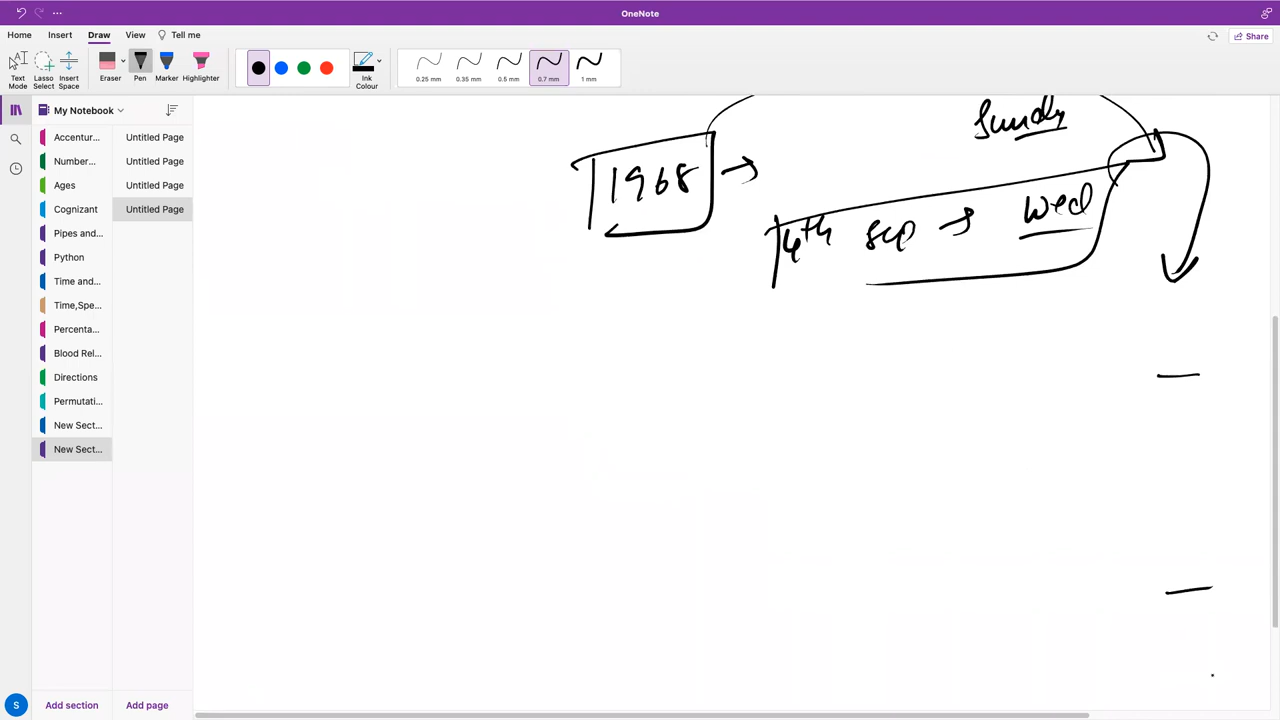 OneNote
Home Insert Draw View Tell me
Share
Text Mode
Lasso Select
Insert Space
Eraser
Pen
Marker
Highlighter
Ink Colour
0.25 mm
0.35 mm
0.5 mm
0.7 mm
1 mm
My Notebook
Accentur...
Number...
Ages
Cognizant
Pipes and...
Python
Time and...
Time,Spe...
Percenta...
Blood Rel...
Directions
Permutati...
New Sect...
New Sect...
Untitled Page
Untitled Page
Untitled Page
Untitled Page
Sunday
1968 →
4th Sep → Wed
S
Add section
Add page